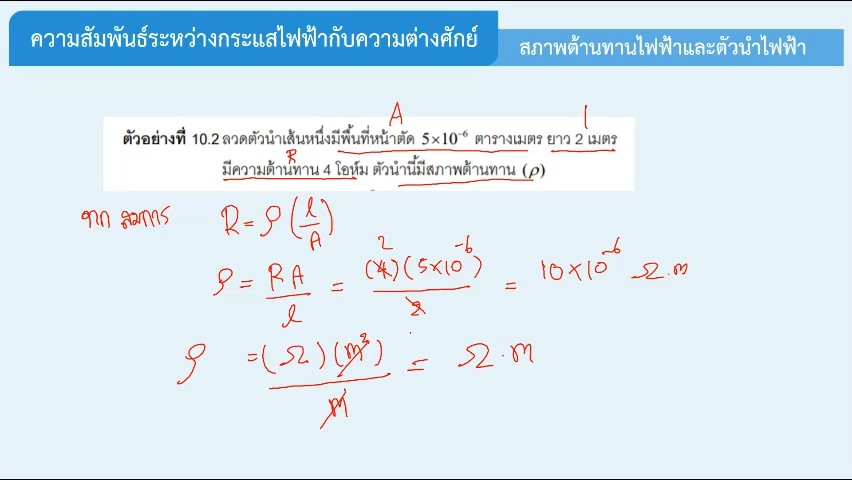 ความสัมพันธ์ระหว่างกระแสไฟฟ้ากับความต่างศักย์
สภาพต้านทานไฟฟ้าและตัวนำไฟฟ้า
A l
ตัวอย่างที่ 10.2 ลวดตัวนำเส้นหนึ่งมีพื้นที่หน้าตัด 5×10⁻⁶ ตารางเมตร ยาว 2 เมตร
R
มีความต้านทาน 4 โอห์ม ตัวนำนี้มีสภาพต้านทาน (ρ)
จาก สมการ R = ρ(l/A)
ρ = RA/l = (4)(5×10⁻⁶)/2 = 10×10⁻⁶ Ω.m
2
ρ = (Ω)(m²)/m = Ω.m